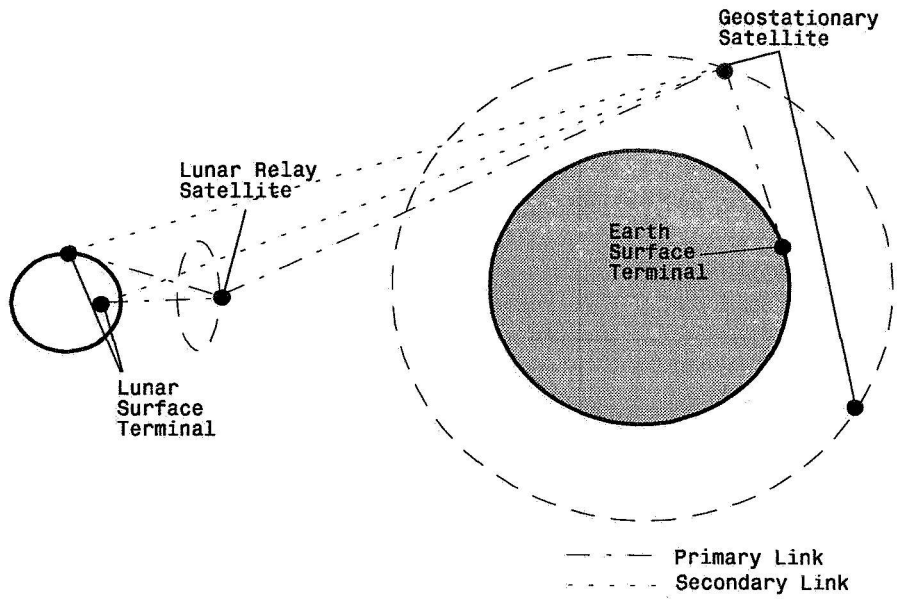 Geostationary
Satellite
Lunar Relay
Satellite
Earth
Surface
Terminal
Lunar
Surface
Terminal
Primary Link
Secondary Link